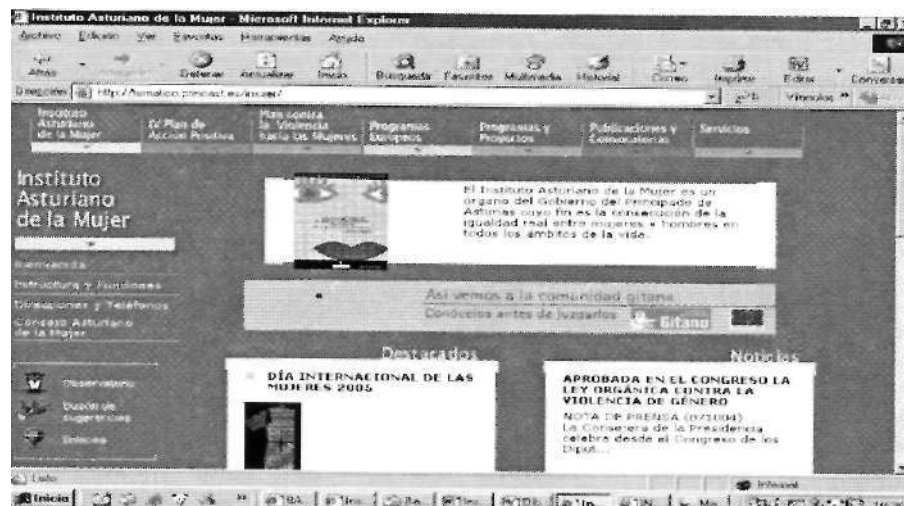 Instituto Asturiano de la Mujer - Microsoft Internet Explorer
Archivo Edición Ver Favoritos Herramientas Ayuda
Atrás Detener Actualizar Inicio Búsqueda Favoritos Multimedia Historial Correo Imprimir Editar
Dirección
Vínculos
Instituto Asturiano de la Mujer
IV Plan de Acción Positiva
Plan contra la Violencia hacia las Mujeres
Programas Europeos
Programas y Proyectos
Publicaciones y Convocatorias
Servicios
Instituto
Asturiano
de la Mujer
Bienvenida
Estructura y Funciones
Direcciones y Teléfonos
Consejo Asturiano
de la Mujer
Observatorio
Buzón de
sugerencias
Enlaces
El Instituto Asturiano de la Mujer es un
órgano del Gobierno del Principado de
Asturias cuyo fin es la consecución de la
igualdad real entre mujeres y hombres en
todos los ámbitos de la vida.
Así vemos a la comunidad gitana
Conócelos antes de juzgarlos
Gitano
Destacados
DÍA INTERNACIONAL DE LAS
MUJERES 2005
Noticias
APROBADA EN EL CONGRESO LA
LEY ORGÁNICA CONTRA LA
VIOLENCIA DE GÉNERO
NOTA DE PRENSA (071004)
La Consejera de la Presidencia
celebra desde el Congreso de los
Diput...
Listo
Internet
Inicio